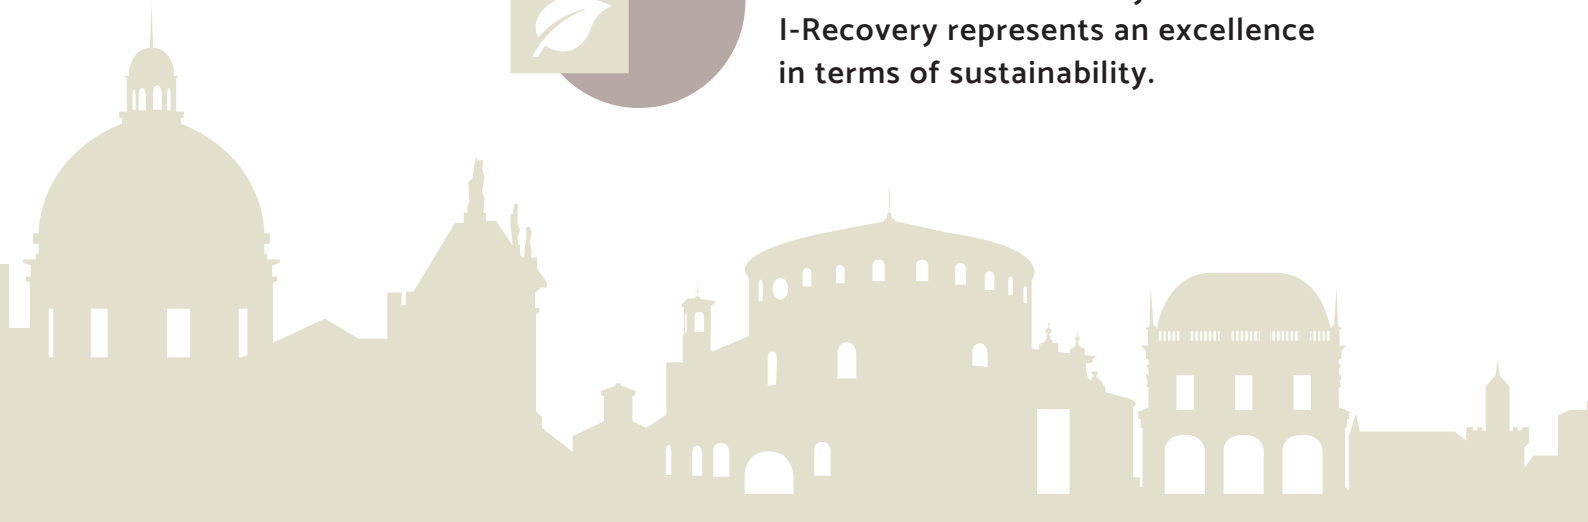 I-Recovery represents an excellence
in terms of sustainability.